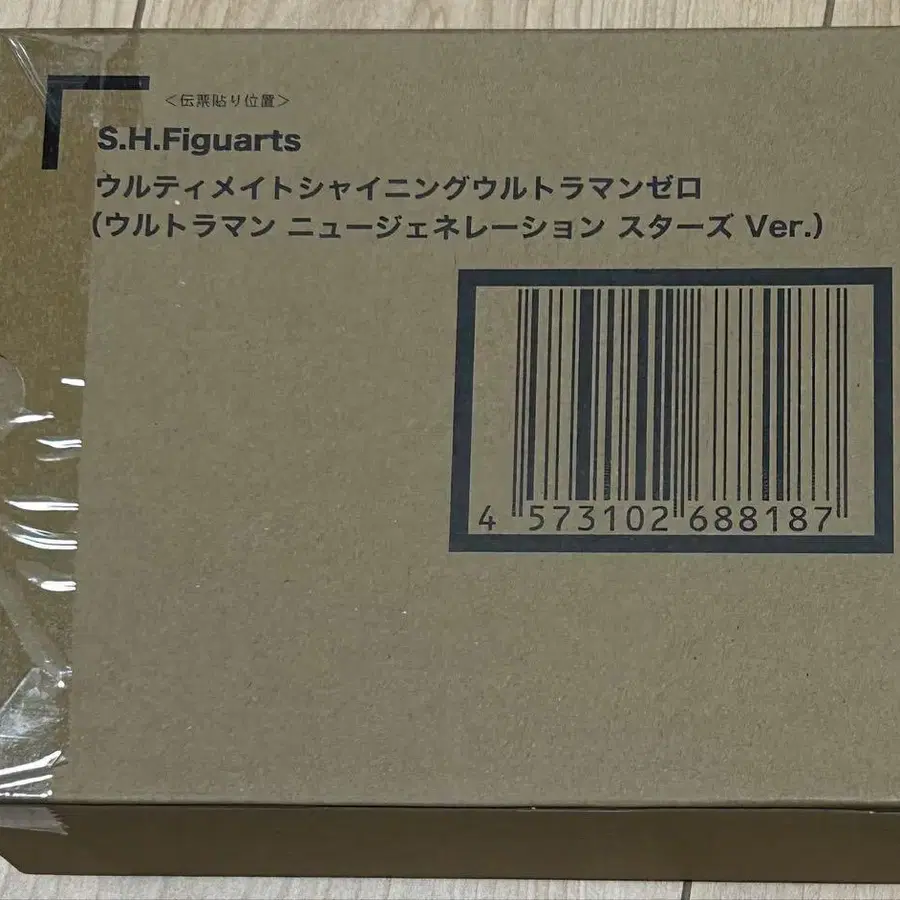 ＜伝票貼り位置＞
S.H.Figuarts
ウルティメイトシャイニングウルトラマンゼロ
（ウルトラマン ニュージェネレーション スターズ Ver.）
4 573102 688187